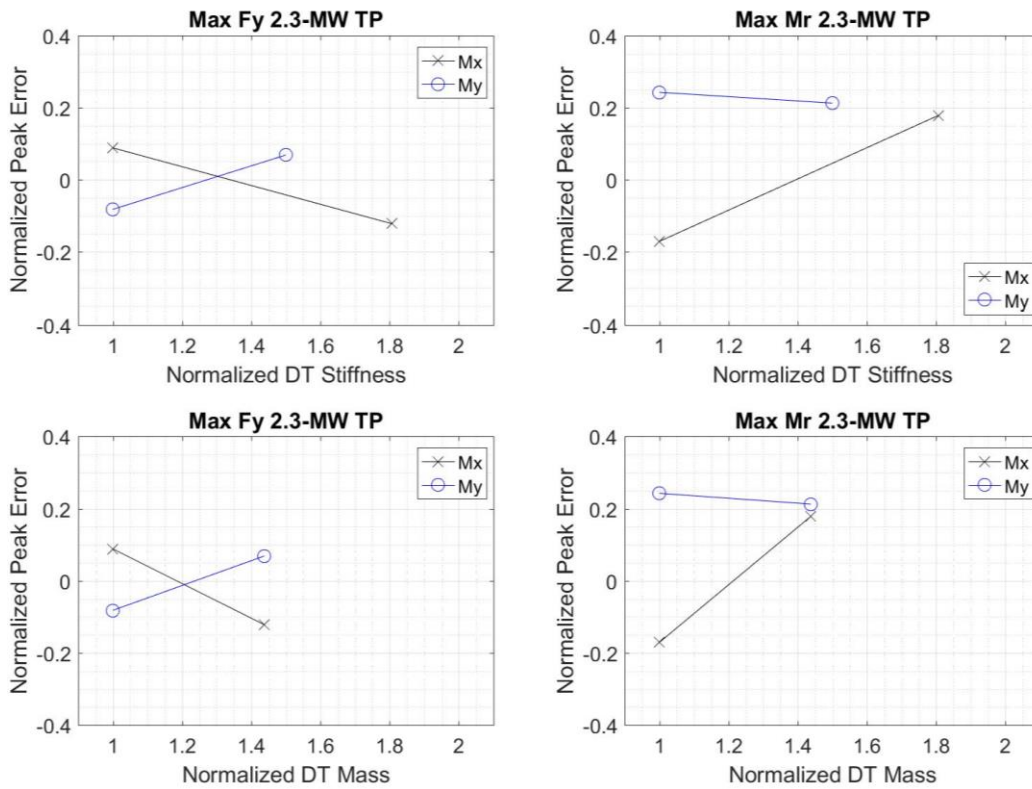 Max Fy 2.3-MW TP
Normalized Peak Error
0.4
0.2
0
-0.2
-0.4
Mx
My
1 1.2 1.4 1.6 1.8 2
Normalized DT Stiffness
Max Mr 2.3-MW TP
Normalized Peak Error
0.4
0.2
0
-0.2
-0.4
Mx
My
1 1.2 1.4 1.6 1.8 2
Normalized DT Stiffness
Max Fy 2.3-MW TP
Normalized Peak Error
0.4
0.2
0
-0.2
-0.4
Mx
My
1 1.2 1.4 1.6 1.8 2
Normalized DT Mass
Max Mr 2.3-MW TP
Normalized Peak Error
0.4
0.2
0
-0.2
-0.4
Mx
My
1 1.2 1.4 1.6 1.8 2
Normalized DT Mass